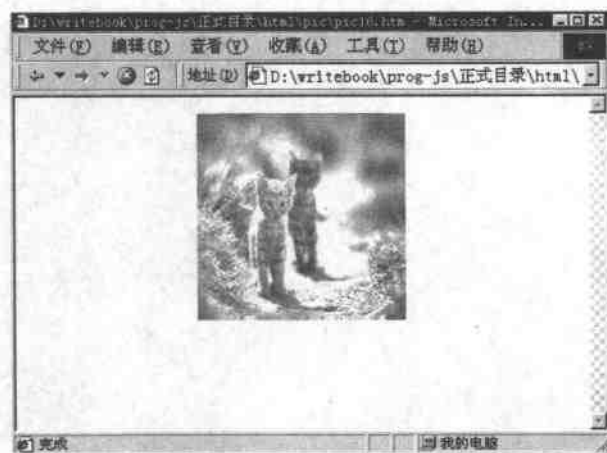 D:\writebook\prog-js\正式目录\html\pic\pic16.htm - Microsoft In...
文件(F) 编辑(E) 查看(V) 收藏(A) 工具(T) 帮助(H)
地址(D) D:\writebook\prog-js\正式目录\html\
完成 我的电脑